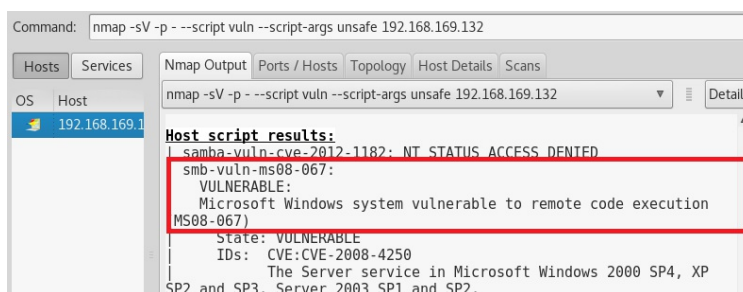 Command: nmap -sV -p - --script vuln --script-args unsafe 192.168.169.132
Hosts Services Nmap Output Ports / Hosts Topology Host Details Scans
OS Host nmap -sV -p - --script vuln --script-args unsafe 192.168.169.132 Detail
192.168.169.1
Host script results:
| samba-vuln-cve-2012-1182: NT STATUS ACCESS DENIED
smb-vuln-ms08-067:
VULNERABLE:
Microsoft Windows system vulnerable to remote code execution
MS08-067)
| State: VULNERABLE
| IDs: CVE:CVE-2008-4250
| The Server service in Microsoft Windows 2000 SP4, XP
SP2 and SP3, Server 2003 SP1 and SP2,